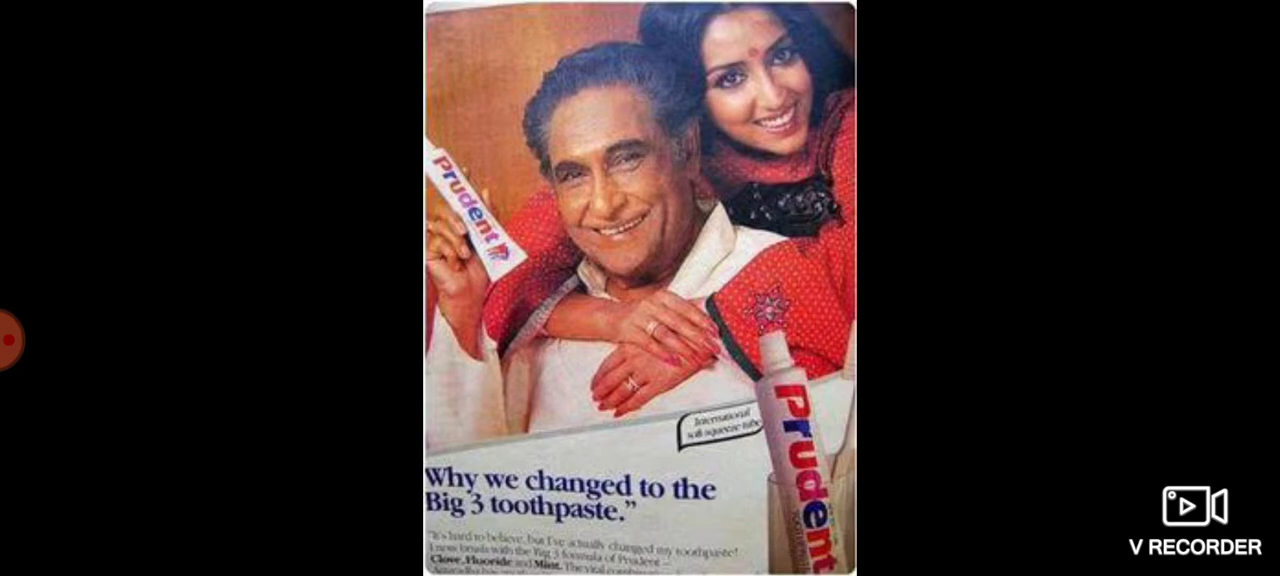 Prudent
International
soft squeeze tube
Prudent
Why we changed to the
Big 3 toothpaste.”
“It's hard to believe, but I've actually changed my toothpaste!
I now brush with the Big 3 formula of Prudent –
Clove, Fluoride and Mint. The vital
V RECORDER